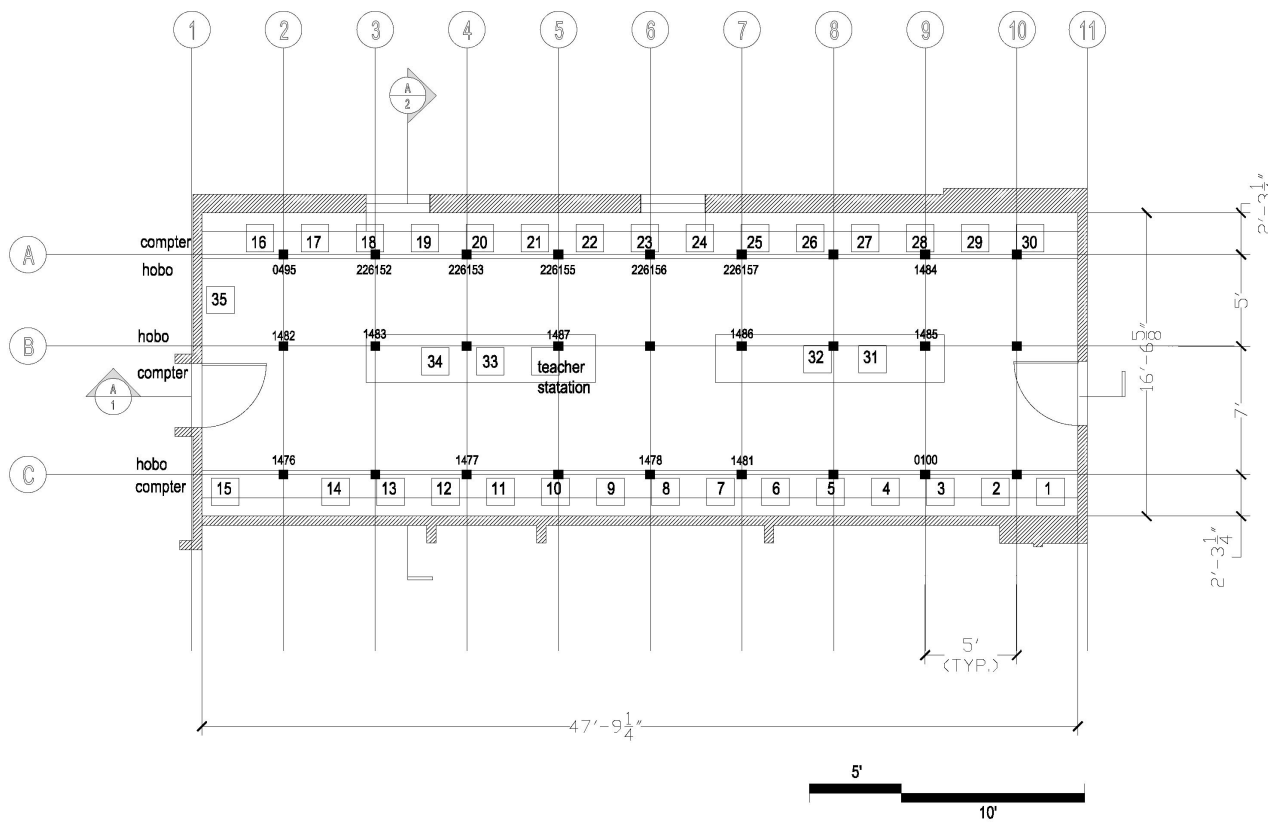 1 2 3 4 5 6 7 8 9 10 11
A
2
2'-3 1/4"
compter 16 17 18 19 20 21 22 23 24 25 26 27 28 29 30
A
hobo 0495 226152 226153 226155 226156 226157 1484
35
5'
16'-6 5/8"
hobo 1482 1483 1487 1486 1485
B
34 33 32 31
compter
teacher
statation
A
1
7'
hobo 1476 1477 1478 1481 0100
C
compter 15 14 13 12 11 10 9 8 7 6 5 4 3 2 1
2'-3 1/4"
5'
(TYP.)
47'-9 1/4"
5'
10'